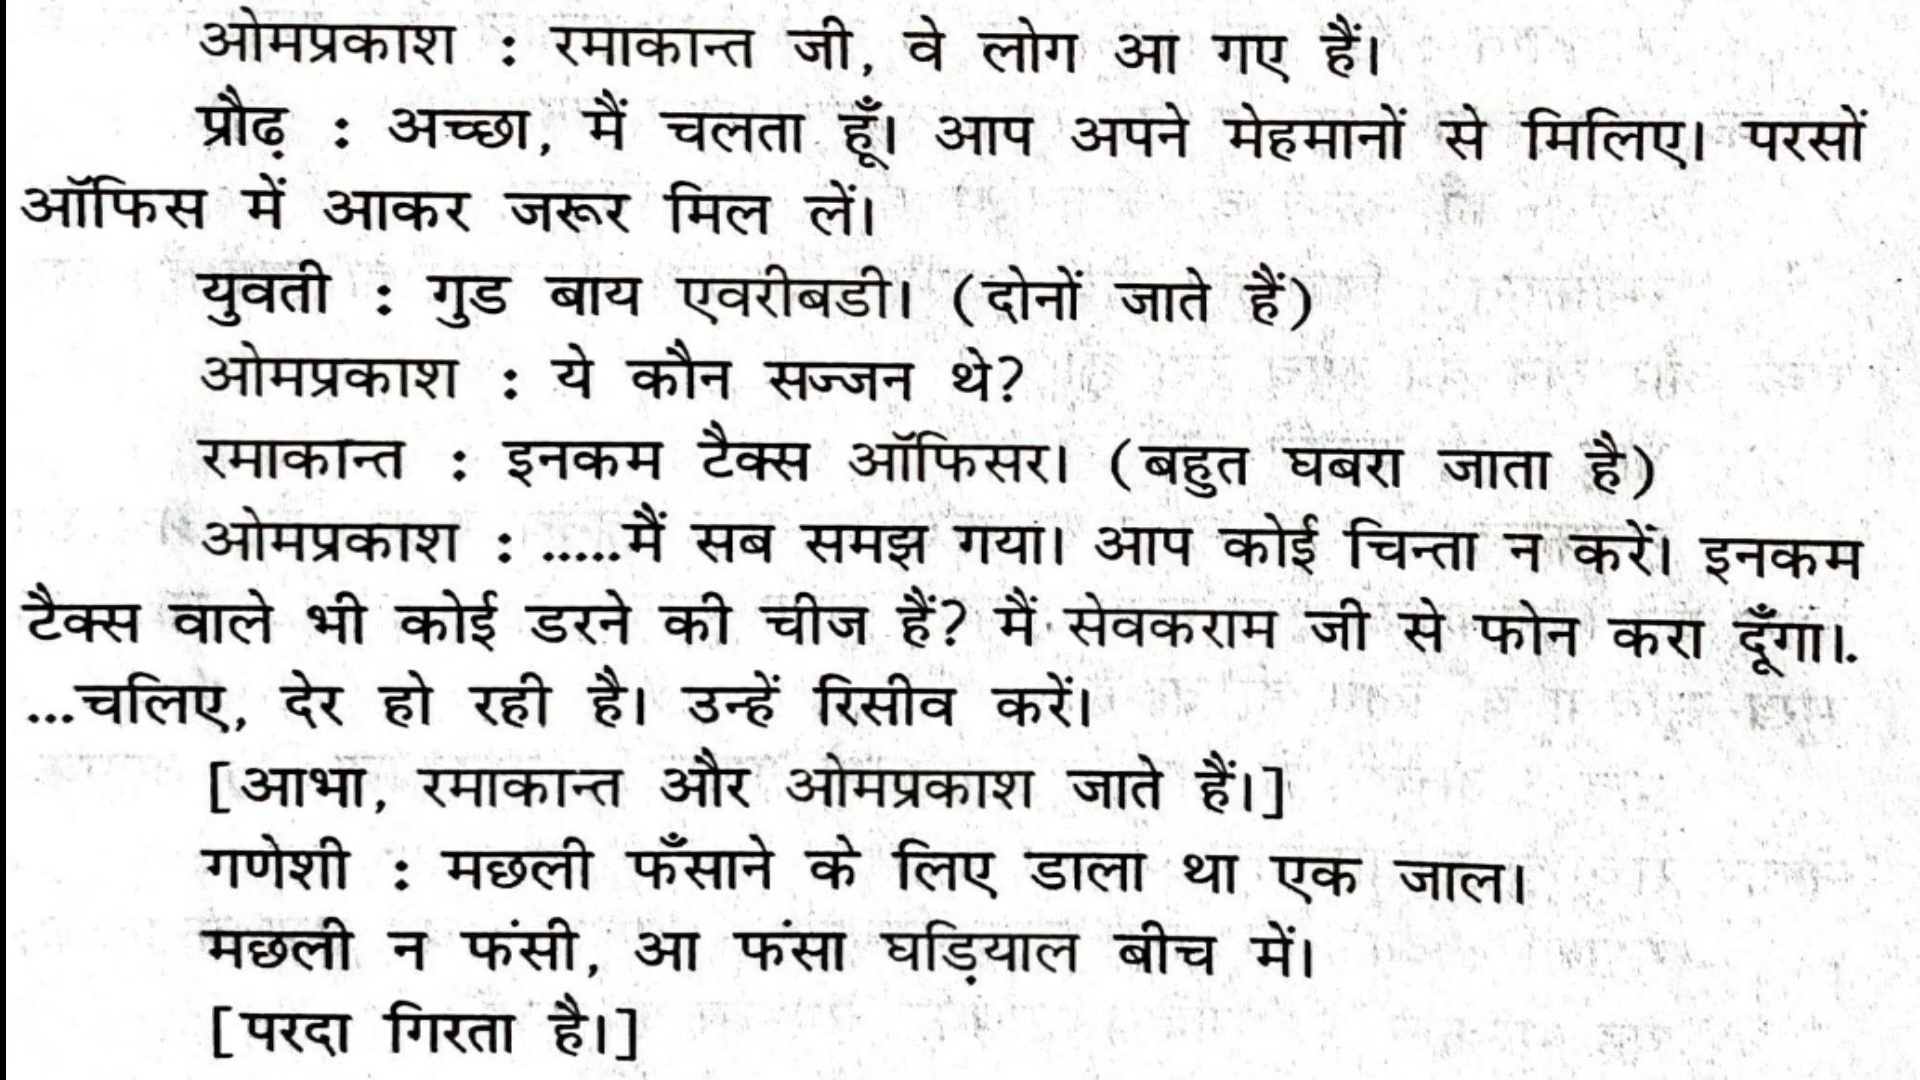 ओमप्रकाश : रमाकान्त जी, वे लोग आ गए हैं।
प्रौढ़ : अच्छा, मैं चलता हूँ। आप अपने मेहमानों से मिलिए। परसों
ऑफिस में आकर जरूर मिल लें।
युवती : गुड बाय एवरीबडी। (दोनों जाते हैं)
ओमप्रकाश : ये कौन सज्जन थे?
रमाकान्त : इनकम टैक्स ऑफिसर। (बहुत घबरा जाता है)
ओमप्रकाश : ......मैं सब समझ गया। आप कोई चिन्ता न करें। इनकम
टैक्स वाले भी कोई डरने की चीज हैं? मैं सेवकराम जी से फोन करा दूँगा।.
...चलिए, देर हो रही है। उन्हें रिसीव करें।
[आभा, रमाकान्त और ओमप्रकाश जाते हैं।]
गणेशी : मछली फँसाने के लिए डाला था एक जाल।
मछली न फंसी, आ फंसा घड़ियाल बीच में।
[परदा गिरता है।]